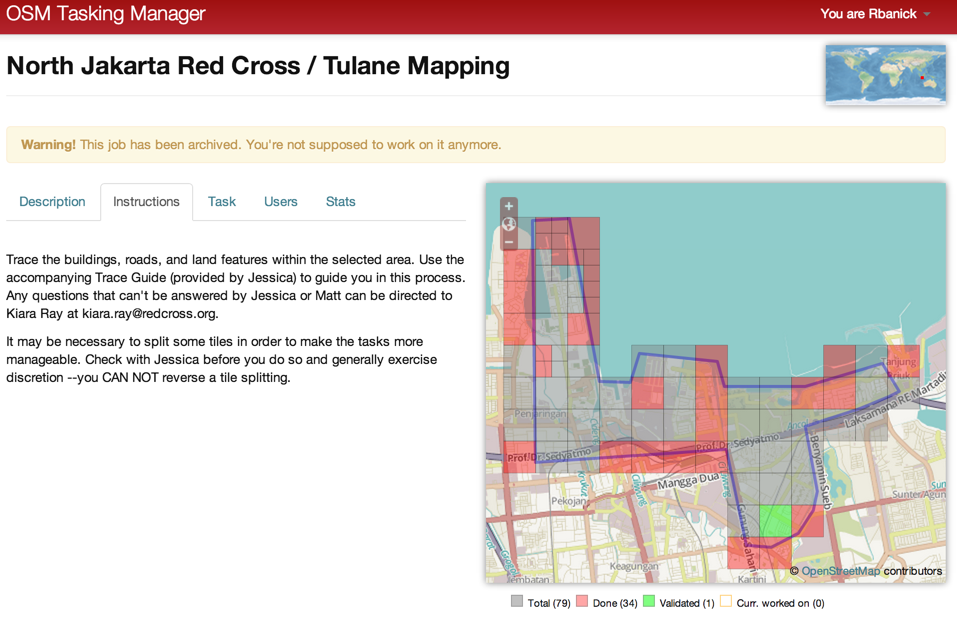 OSM Tasking Manager
You are Rbanick
North Jakarta Red Cross / Tulane Mapping
Warning! This job has been archived. You're not supposed to work on it anymore.
Description Instructions Task Users Stats
Trace the buildings, roads, and land features within the selected area. Use the
accompanying Trace Guide (provided by Jessica) to guide you in this process.
Any questions that can't be answered by Jessica or Matt can be directed to
Kiara Ray at kiara.ray@redcross.org.
It may be necessary to split some tiles in order to make the tasks more
manageable. Check with Jessica before you do so and generally exercise
discretion --you CAN NOT reverse a tile splitting.
+
−
Tanjung
Laksamana RE Martadi
Penjaringan
Ancol
Prof. Dr. Sedyatmo
Prof. Dr. Sedyatmo
Benyamin Sueb
Mangga Dua
Ciliwung
Ciliwung
Krukut
Pekojan
Gunung Sahari
Sunter Agun
Keagungan
Kartini
Jembatan
© OpenStreetMap contributors
Total (79) Done (34) Validated (1) Curr. worked on (0)